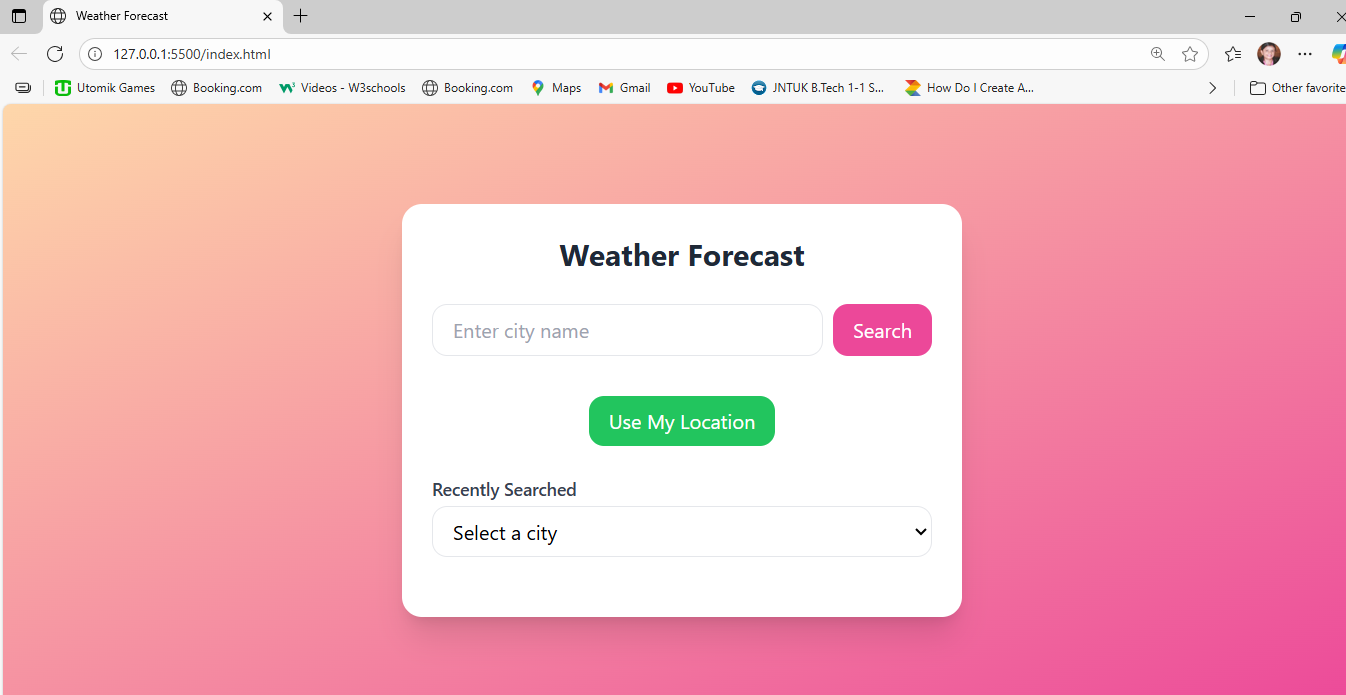 Weather Forecast
127.0.0.1:5500/index.html
Utomik Games Booking.com Videos - W3schools Booking.com Maps Gmail YouTube JNTUK B.Tech 1-1 S... How Do I Create A... Other favorite
Weather Forecast
Enter city name Search
Use My Location
Recently Searched
Select a city